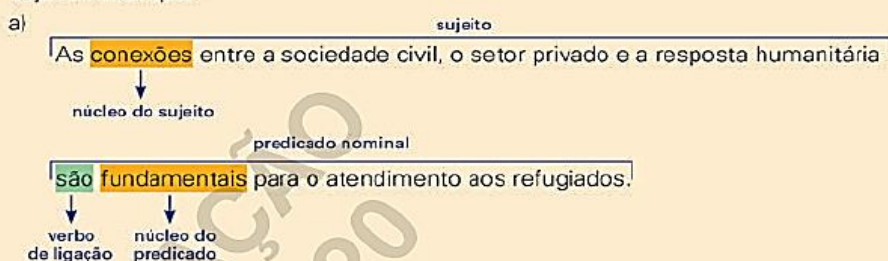 a)
sujeito
As conexões entre a sociedade civil, o setor privado e a resposta humanitária
núcleo do sujeito
predicado nominal
são fundamentais para o atendimento aos refugiados.
verbo de ligação
núcleo do predicado